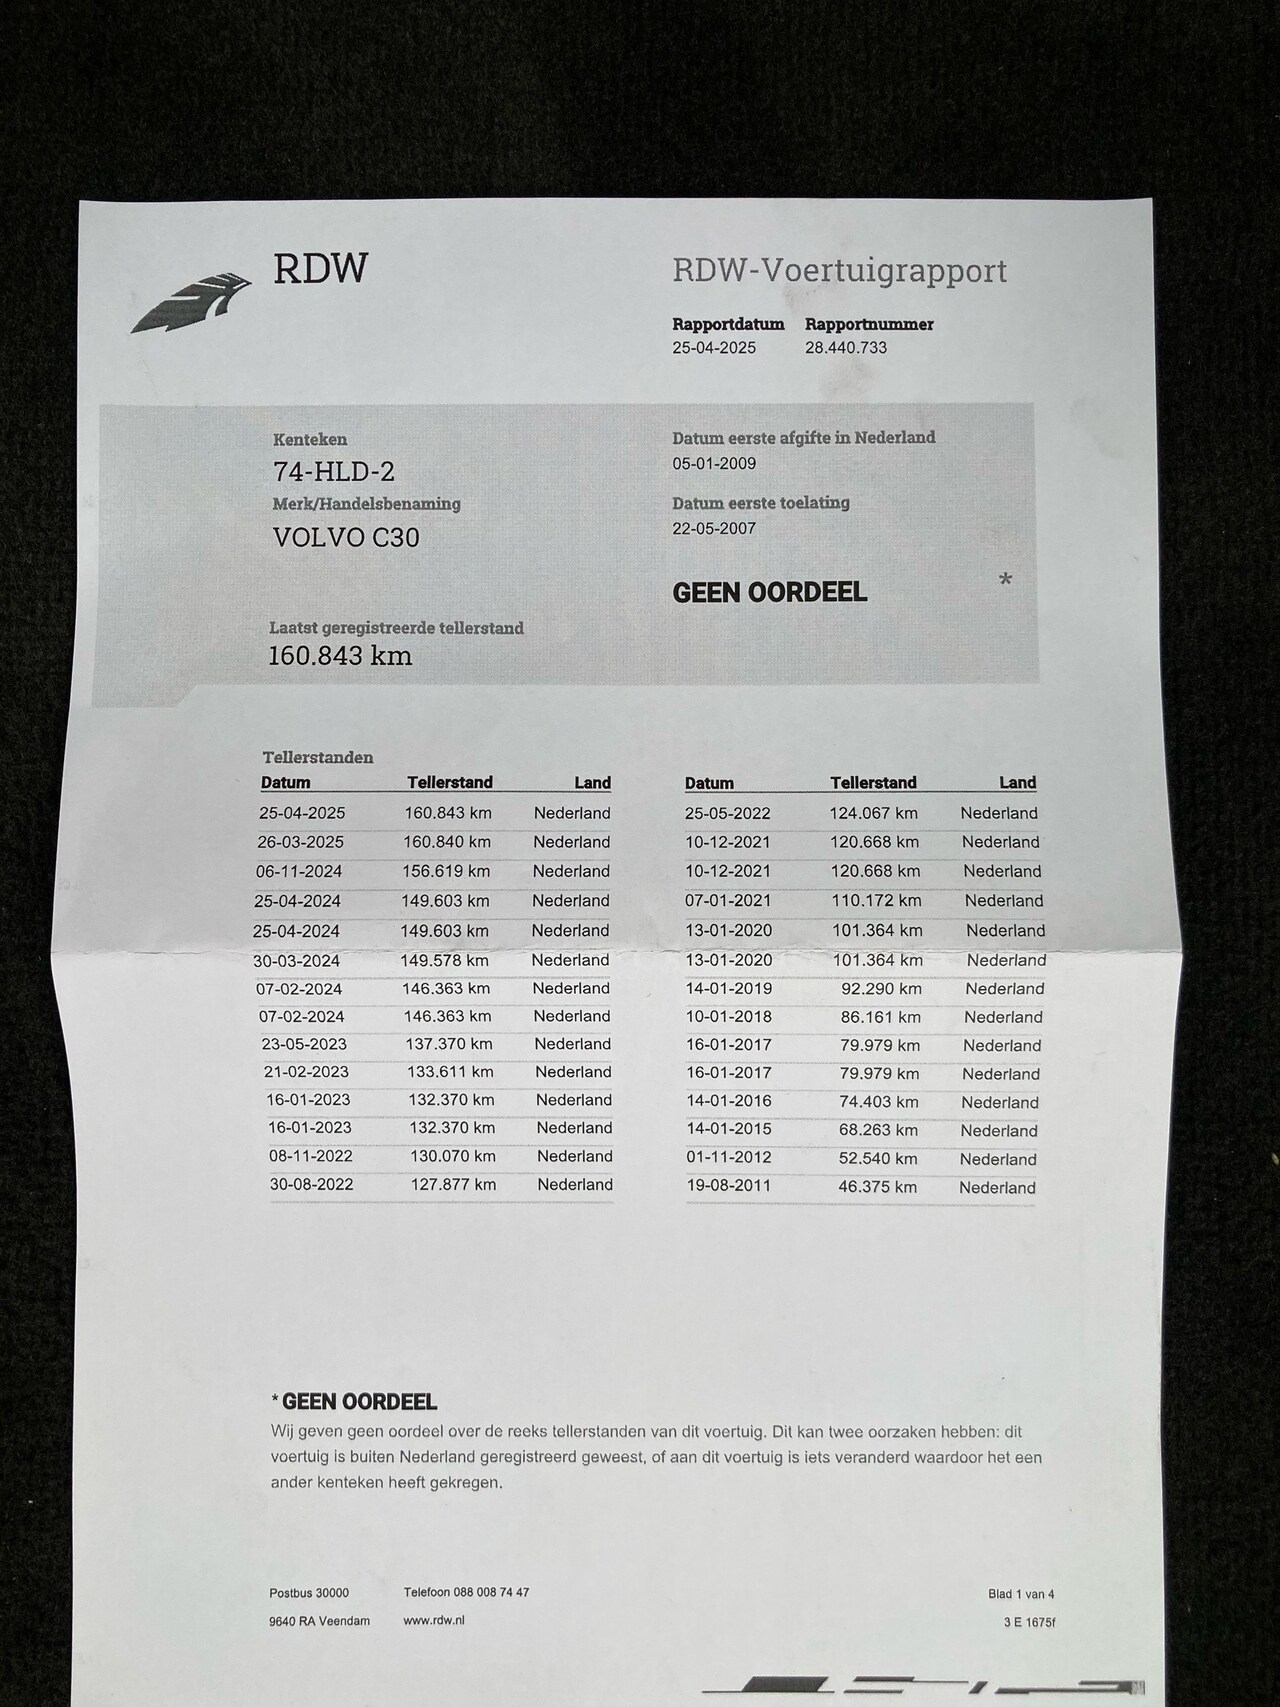 RDW
RDW-Voertuigrapport
Rapportdatum Rapportnummer
25-04-2025 28.440.733
Kenteken
74-HLD-2
Merk/Handelsbenaming
VOLVO C30
Datum eerste afgifte in Nederland
05-01-2009
Datum eerste toelating
22-05-2007
GEEN OORDEEL *
Laatst geregistreerde tellerstand
160.843 km
Tellerstanden
Datum Tellerstand Land
25-04-2025 160.843 km Nederland
26-03-2025 160.840 km Nederland
06-11-2024 156.619 km Nederland
25-04-2024 149.603 km Nederland
25-04-2024 149.603 km Nederland
30-03-2024 149.578 km Nederland
07-02-2024 146.363 km Nederland
07-02-2024 146.363 km Nederland
23-05-2023 137.370 km Nederland
21-02-2023 133.611 km Nederland
16-01-2023 132.370 km Nederland
16-01-2023 132.370 km Nederland
08-11-2022 130.070 km Nederland
30-08-2022 127.877 km Nederland
Datum Tellerstand Land
25-05-2022 124.067 km Nederland
10-12-2021 120.668 km Nederland
10-12-2021 120.668 km Nederland
07-01-2021 110.172 km Nederland
13-01-2020 101.364 km Nederland
13-01-2020 101.364 km Nederland
14-01-2019 92.290 km Nederland
10-01-2018 86.161 km Nederland
16-01-2017 79.979 km Nederland
16-01-2017 79.979 km Nederland
14-01-2016 74.403 km Nederland
14-01-2015 68.263 km Nederland
01-11-2012 52.540 km Nederland
19-08-2011 46.375 km Nederland
* GEEN OORDEEL
Wij geven geen oordeel over de reeks tellerstanden van dit voertuig. Dit kan twee oorzaken hebben: dit
voertuig is buiten Nederland geregistreerd geweest, of aan dit voertuig is iets veranderd waardoor het een
ander kenteken heeft gekregen.
Postbus 30000 Telefoon 088 008 74 47 Blad 1 van 4
9640 RA Veendam www.rdw.nl 3 E 1675f